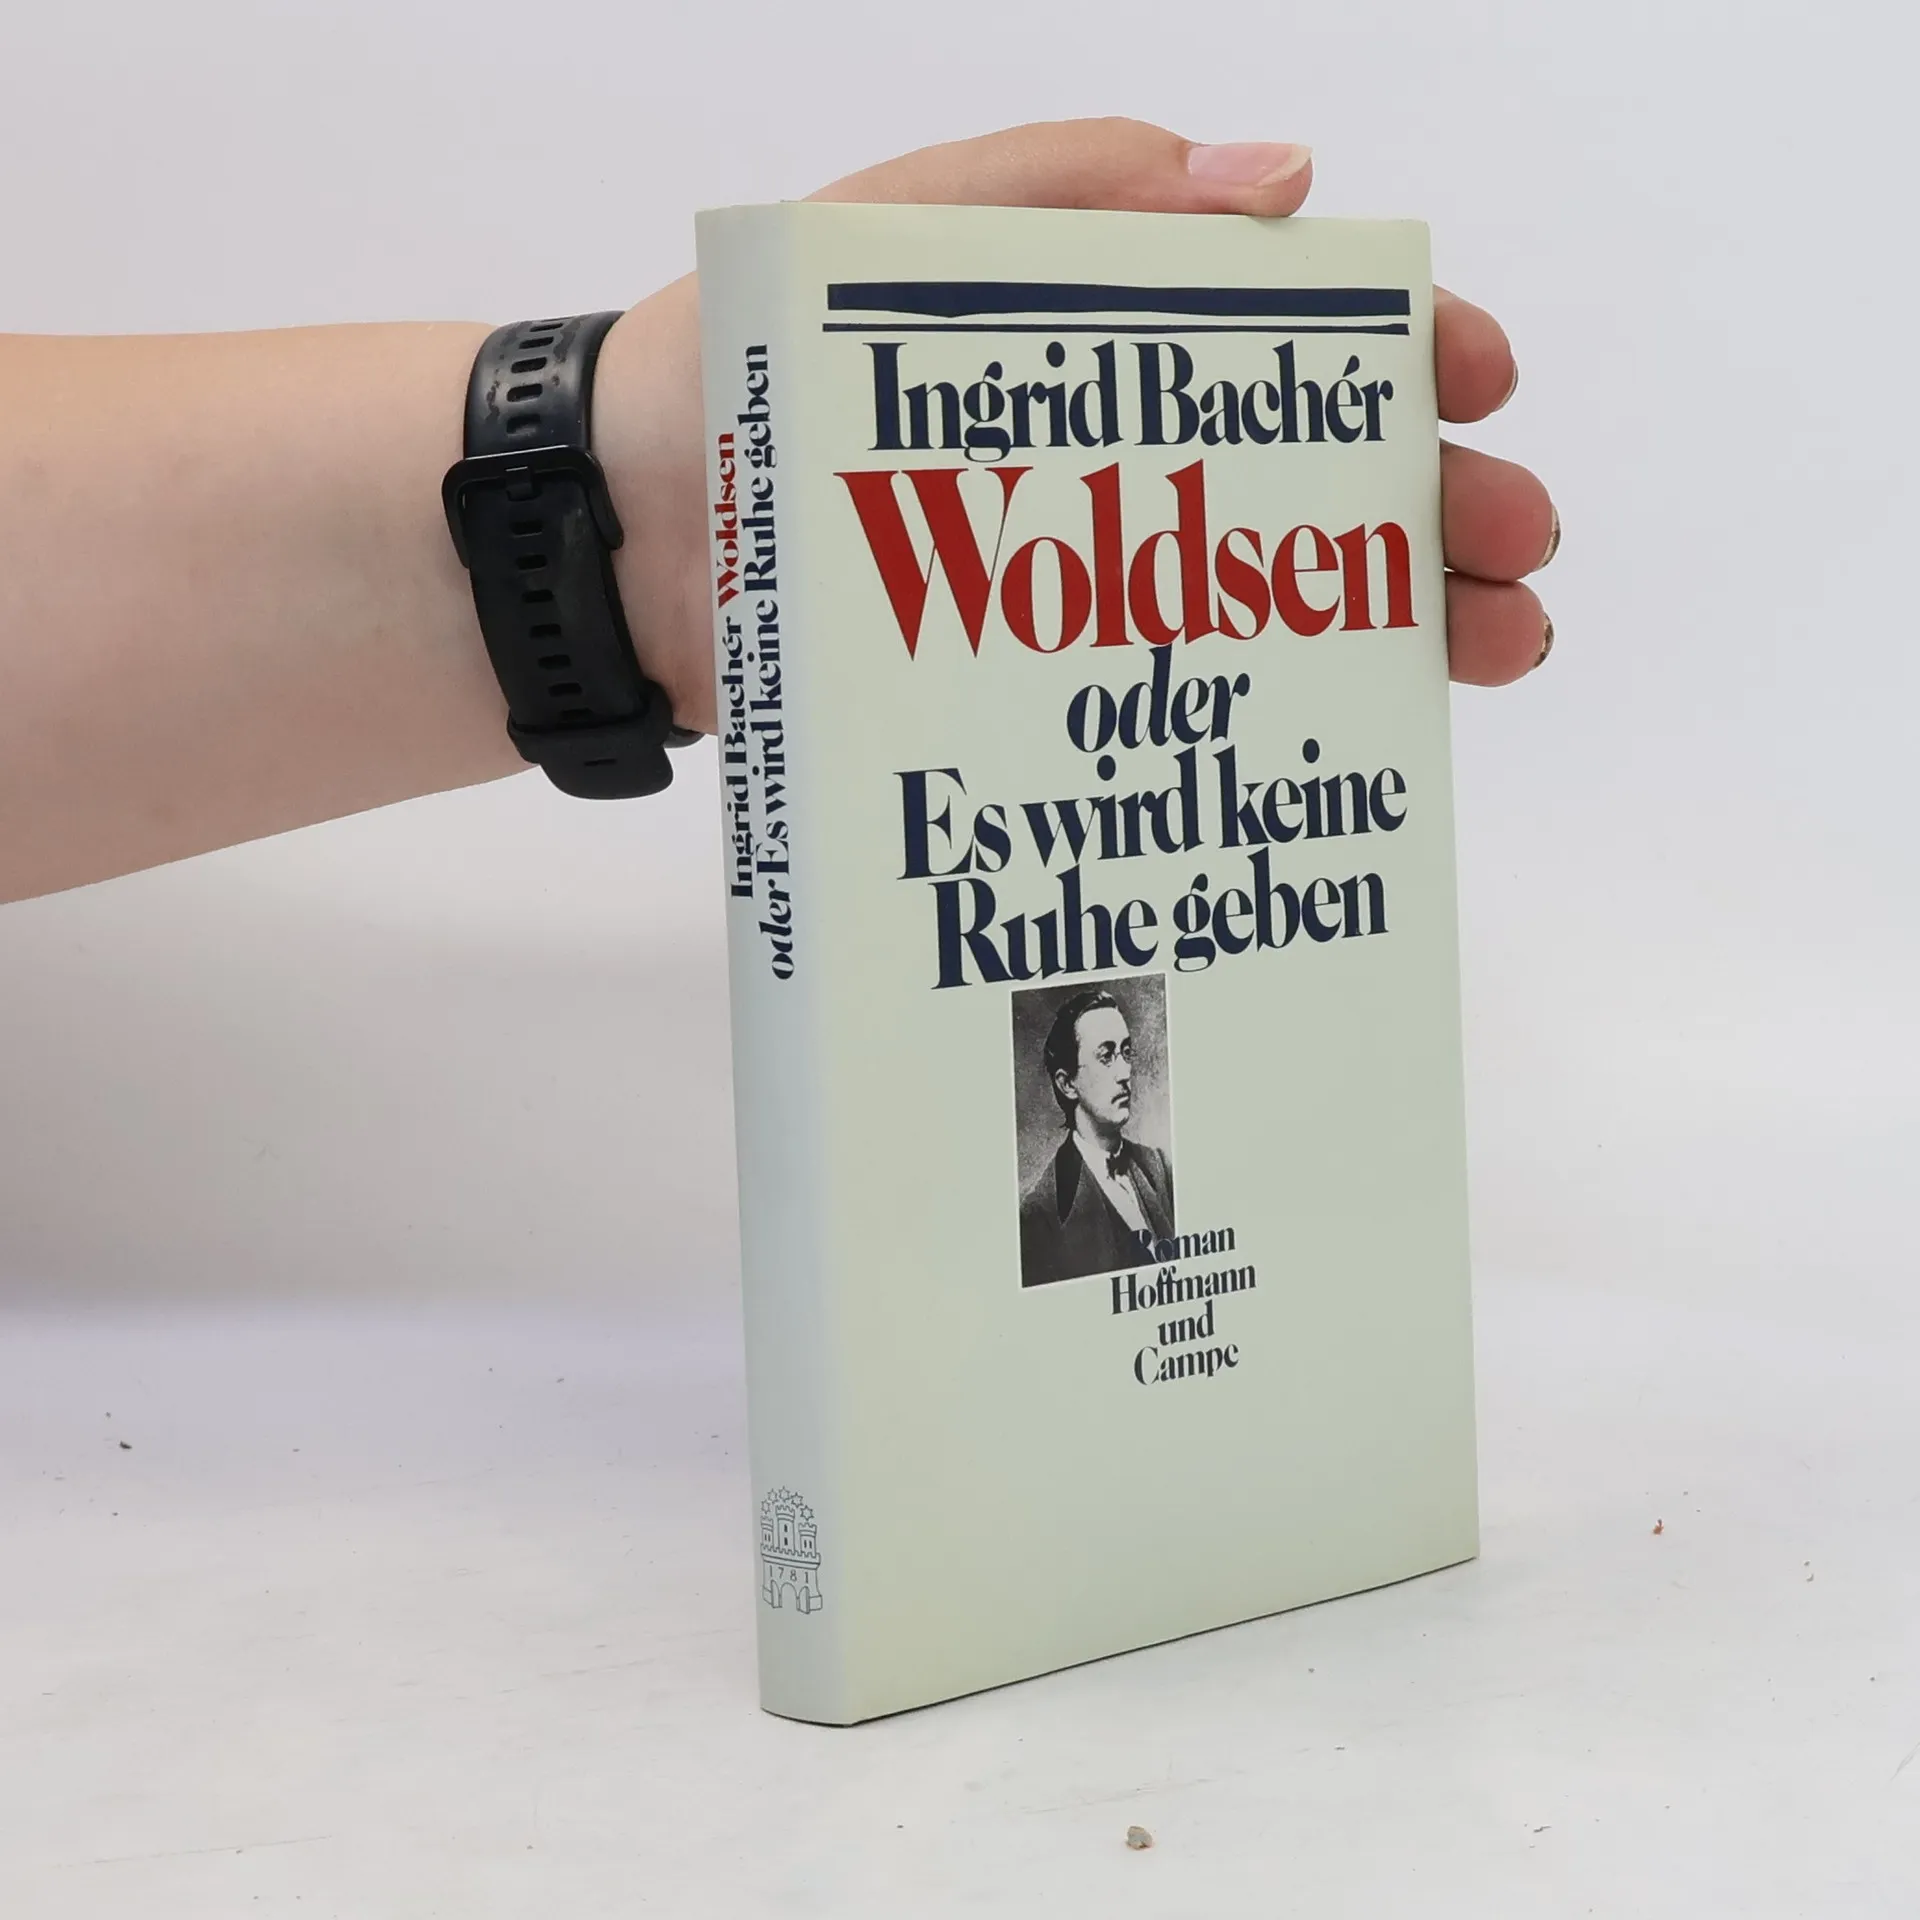 Ingrid Bachér Woldsen
oder Es wird keine Ruhe geben
1781
Ingrid Bachér
Woldsen
oder
Es wird keine
Ruhe geben
Roman
Hoffmann
und
Campe